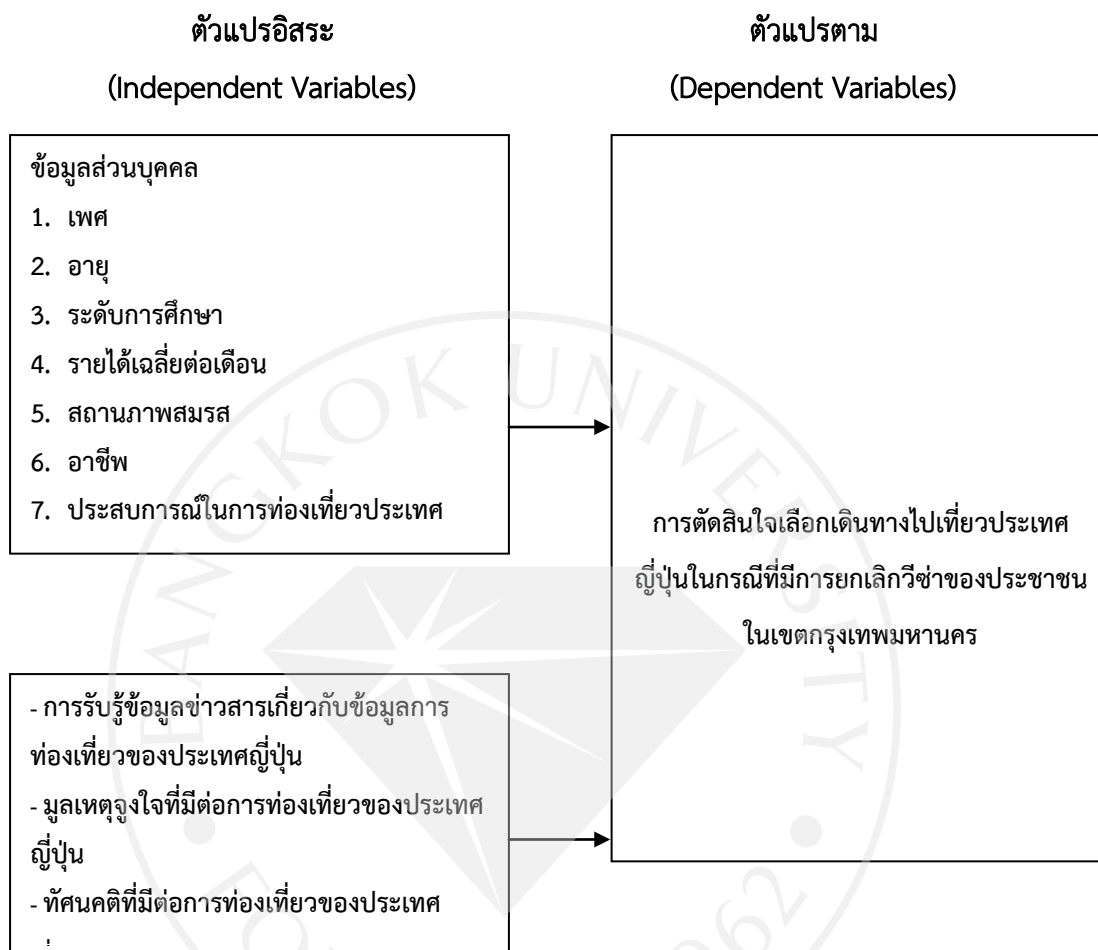 ตัวแปรอิสระ
(Independent Variables)
ตัวแปรตาม
(Dependent Variables)
ข้อมูลส่วนบุคคล
1. เพศ
2. อายุ
3. ระดับการศึกษา
4. รายได้เฉลี่ยต่อเดือน
5. สถานภาพสมรส
6. อาชีพ
7. ประสบการณ์ในการท่องเที่ยวประเทศ
- การรับรู้ข้อมูลข่าวสารเกี่ยวกับข้อมูลการ
ท่องเที่ยวของประเทศญี่ปุ่น
- มูลเหตุจูงใจที่มีต่อการท่องเที่ยวของประเทศ
ญี่ปุ่น
- ทัศนคติที่มีต่อการท่องเที่ยวของประเทศ
การตัดสินใจเลือกเดินทางไปเที่ยวประเทศ
ญี่ปุ่นในกรณีที่มีการยกเลิกวีซ่าของประชาชน
ในเขตกรุงเทพมหานคร
BANGKOK UNIVERSITY